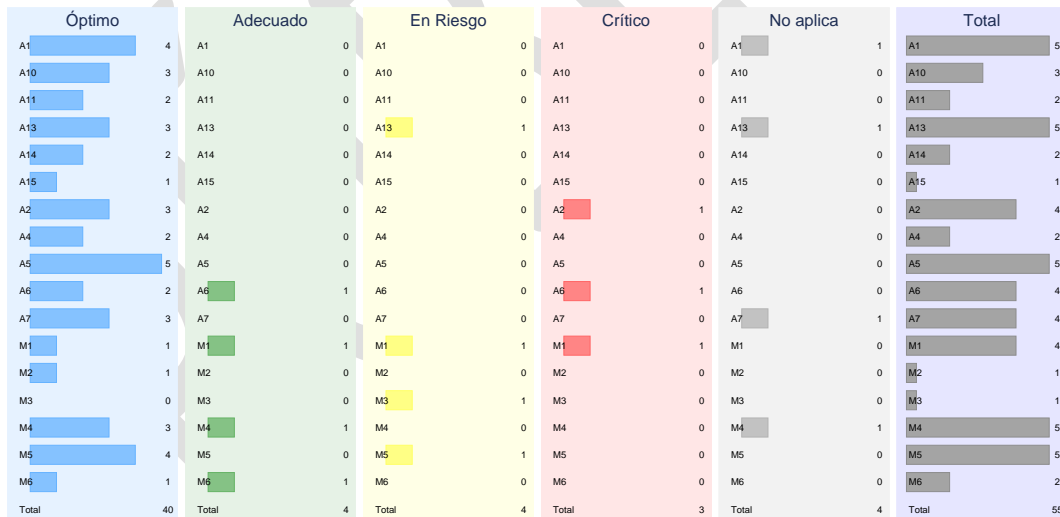 Óptimo Adecuado En Riesgo Crítico No aplica Total
A1 4 A1 0 A1 0 A1 0 A1 1 A1 5
A10 3 A10 0 A10 0 A10 0 A10 0 A10 3
A11 2 A11 0 A11 0 A11 0 A11 0 A11 2
A13 3 A13 0 A13 1 A13 0 A13 1 A13 5
A14 2 A14 0 A14 0 A14 0 A14 0 A14 2
A15 1 A15 0 A15 0 A15 0 A15 0 A15 1
A2 3 A2 0 A2 0 A2 1 A2 0 A2 4
A4 2 A4 0 A4 0 A4 0 A4 0 A4 2
A5 5 A5 0 A5 0 A5 0 A5 0 A5 5
A6 2 A6 1 A6 0 A6 1 A6 0 A6 4
A7 3 A7 0 A7 0 A7 0 A7 1 A7 4
M1 1 M1 1 M1 1 M1 1 M1 0 M1 4
M2 1 M2 0 M2 0 M2 0 M2 0 M2 1
M3 0 M3 0 M3 1 M3 0 M3 0 M3 1
M4 3 M4 1 M4 0 M4 0 M4 1 M4 5
M5 4 M5 0 M5 1 M5 0 M5 0 M5 5
M6 1 M6 1 M6 0 M6 0 M6 0 M6 2
Total 40 Total 4 Total 4 Total 3 Total 4 Total 55